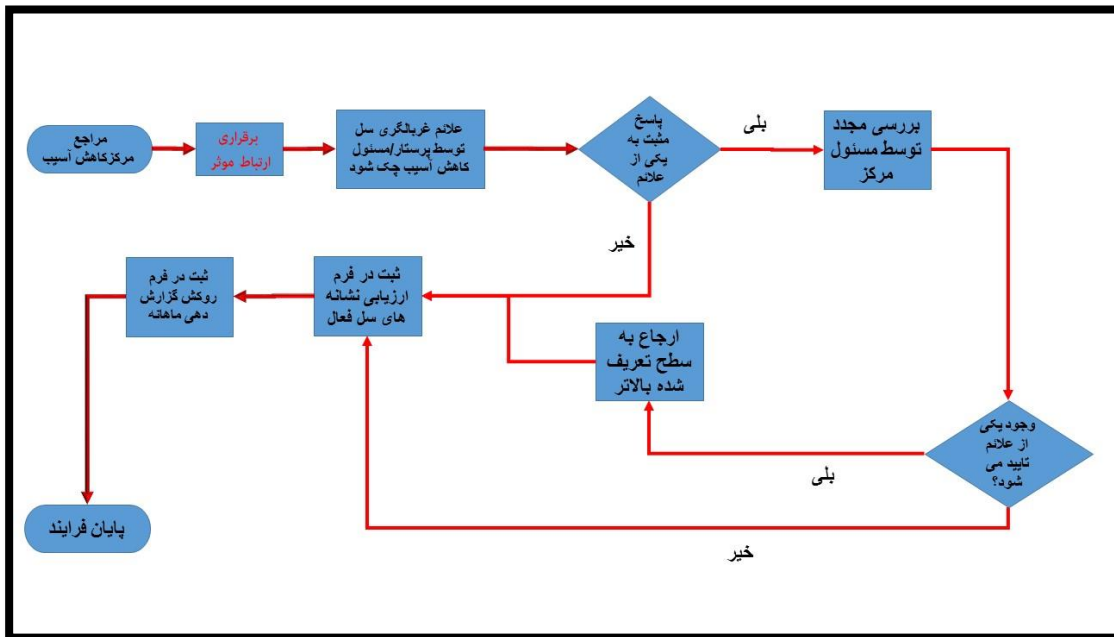 مراجع
مرکزکاهش آسیب
برقراری
ارتباط موثر
علائم غربالگری سل
توسط پرستار/مسئول
کاهش آسیب چک شود
پاسخ
مثبت به
یکی از
علائم
بلی
بررسی مجدد
توسط مسئول
مرکز
خیر
ثبت در فرم
روکش گزارش
دهی ماهانه
ثبت در فرم
ارزیابی نشانه
های سل فعال
ارجاع به
سطح تعریف
شده بالاتر
وجود یکی
از علائم
تایید می
شود؟
بلی
پایان فرایند
خیر